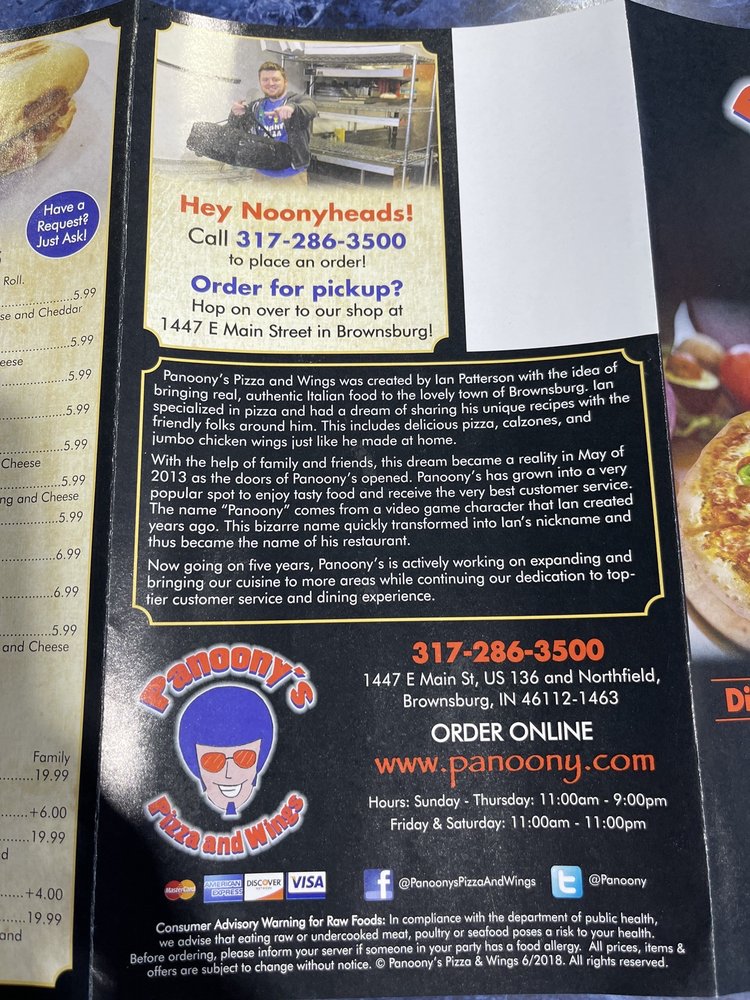 Have a
Request?
Just Ask!
Roll.
5.99
se and Cheddar
5.99
eese
5.99
5.99
5.99
Cheese
5.99
ng and Cheese
5.99
6.99
6.99
5.99
and Cheese
Family
19.99
+6.00
19.99
d
+4.00
19.99
and
Hey Noonyheads!
Call 317-286-3500
to place an order!
Order for pickup?
Hop on over to our shop at
1447 E Main Street in Brownsburg!
Panoony's Pizza and Wings was created by Ian Patterson with the idea of
bringing real, authentic Italian food to the lovely town of Brownsburg. Ian
specialized in pizza and had a dream of sharing his unique recipes with the
friendly folks around him. This includes delicious pizza, calzones, and
jumbo chicken wings just like he made at home.
With the help of family and friends, this dream became a reality in May of
2013 as the doors of Panoony's opened. Panoony's has grown into a very
popular spot to enjoy tasty food and receive the very best customer service.
The name "Panoony" comes from a video game character that Ian created
years ago. This bizarre name quickly transformed into Ian's nickname and
thus became the name of his restaurant.
Now going on five years, Panoony's is actively working on expanding and
bringing our cuisine to more areas while continuing our dedication to top-
tier customer service and dining experience.
Panoony's
Pizza and Wings
317-286-3500
1447 E Main St, US 136 and Northfield,
Brownsburg, IN 46112-1463
ORDER ONLINE
www.panoony.com
Hours: Sunday - Thursday: 11:00am - 9:00pm
Friday & Saturday: 11:00am - 11:00pm
MasterCard
AMERICAN EXPRESS
DISCOVER
VISA
f @PanoonysPizzaAndWings
t @Panoony
Consumer Advisory Warning for Raw Foods: In compliance with the department of public health,
we advise that eating raw or undercooked meat, poultry or seafood poses a risk to your health.
Before ordering, please inform your server if someone in your party has a food allergy. All prices, items &
offers are subject to change without notice. © Panoony's Pizza & Wings 6/2018. All rights reserved.
Di